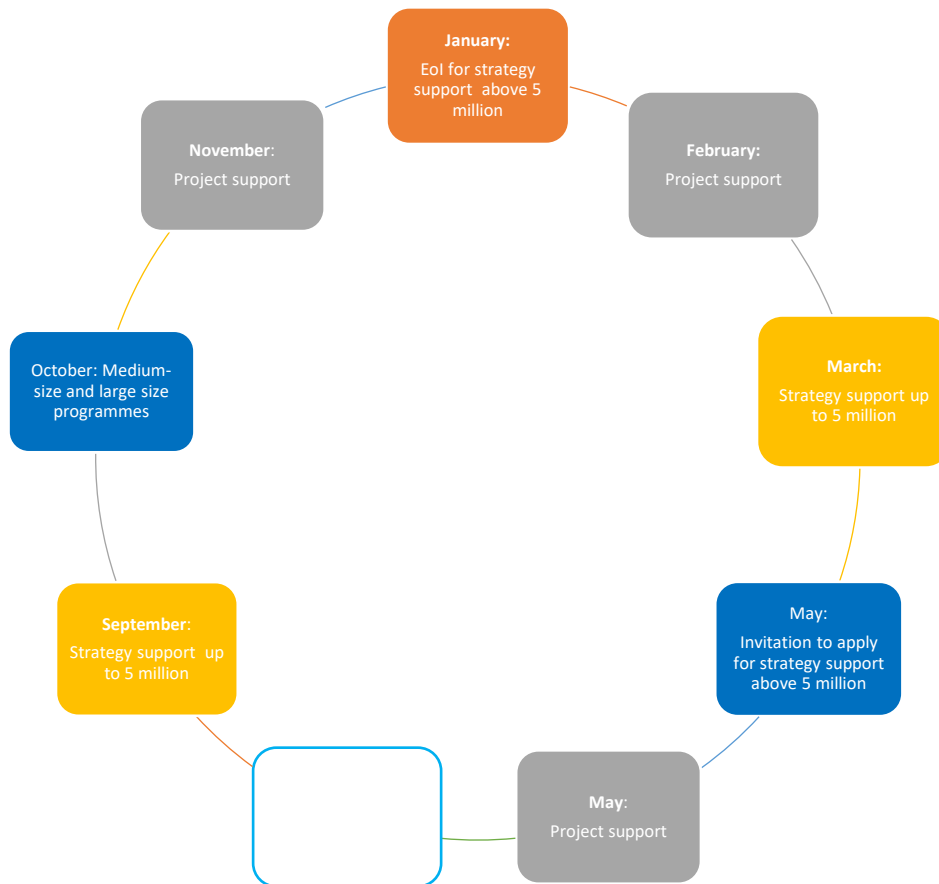 January:
EoI for strategy
support above 5
million
February:
Project support
March:
Strategy support up
to 5 million
May:
Invitation to apply
for strategy support
above 5 million
May:
Project support
September:
Strategy support up
to 5 million
October: Medium-
size and large size
programmes
November:
Project support